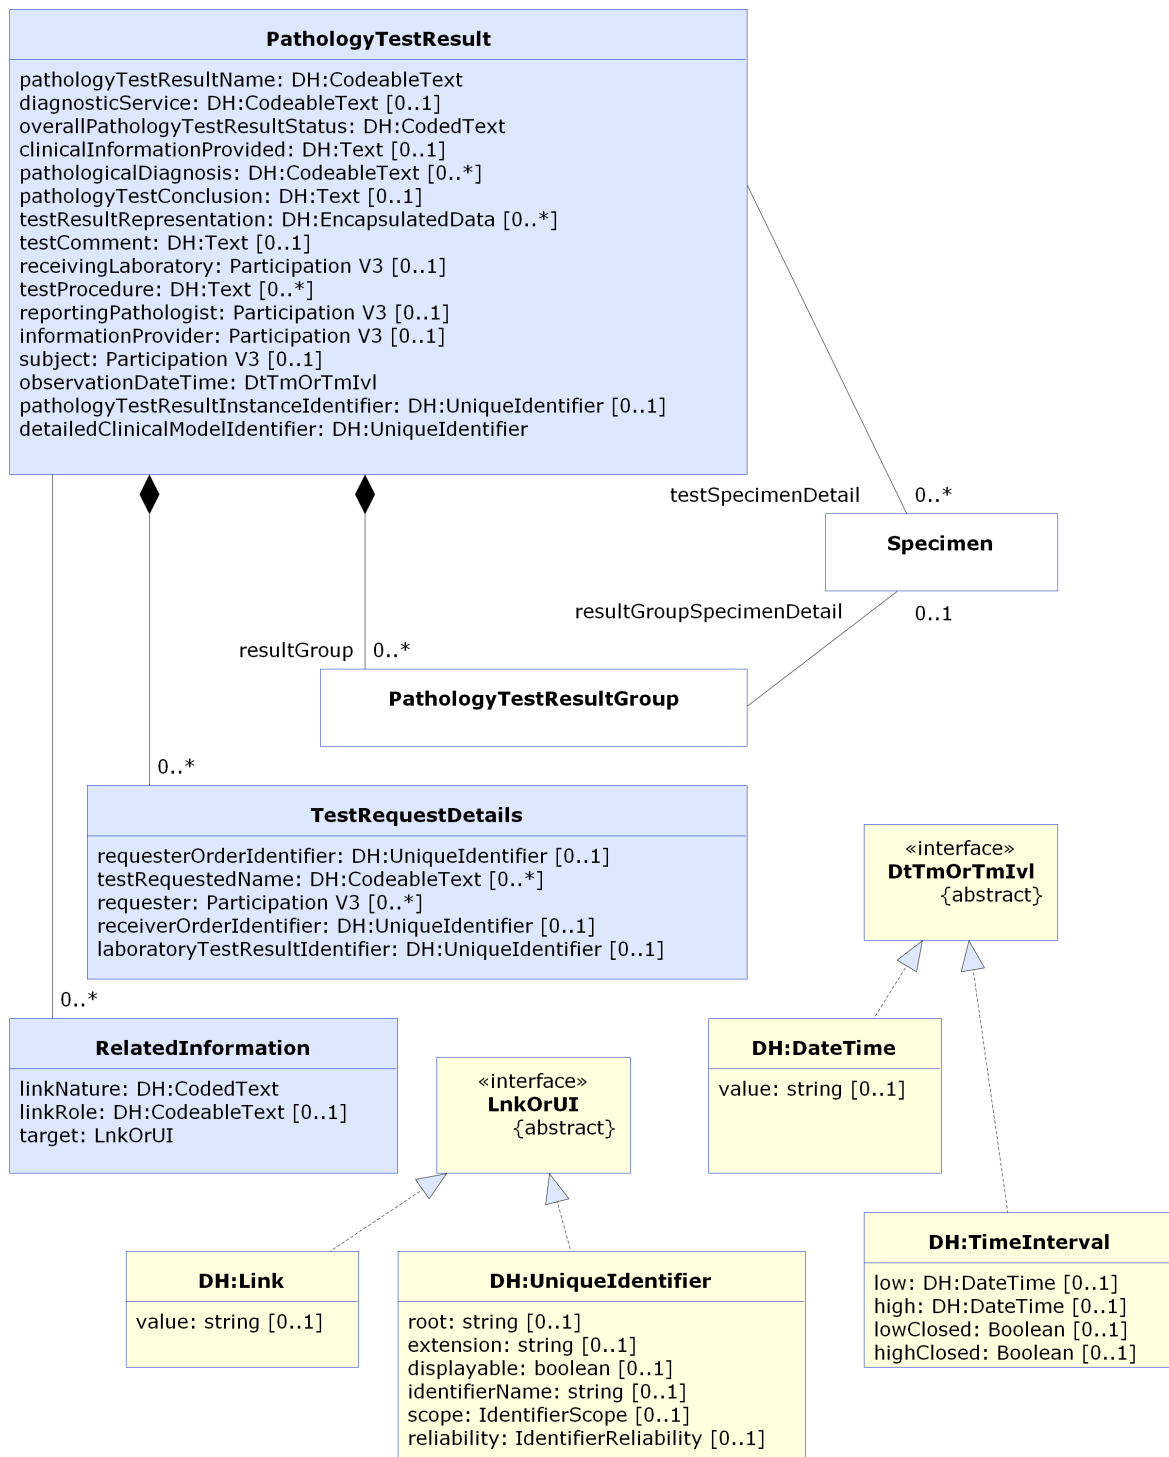 PathologyTestResult
pathologyTestResultName: DH:CodeableText
diagnosticService: DH:CodeableText [0..1]
overallPathologyTestResultStatus: DH:CodedText
clinicalInformationProvided: DH:Text [0..1]
pathologicalDiagnosis: DH:CodeableText [0..*]
pathologyTestConclusion: DH:Text [0..1]
testResultRepresentation: DH:EncapsulatedData [0..*]
testComment: DH:Text [0..1]
receivingLaboratory: Participation V3 [0..1]
testProcedure: DH:Text [0..*]
reportingPathologist: Participation V3 [0..1]
informationProvider: Participation V3 [0..1]
subject: Participation V3 [0..1]
observationDateTime: DtTmOrTmIvl
pathologyTestResultInstanceIdentifier: DH:UniqueIdentifier [0..1]
detailedClinicalModelIdentifier: DH:UniqueIdentifier
testSpecimenDetail 0..*
Specimen
resultGroupSpecimenDetail 0..1
resultGroup 0..*
PathologyTestResultGroup
0..*
TestRequestDetails
requesterOrderIdentifier: DH:UniqueIdentifier [0..1]
testRequestedName: DH:CodeableText [0..*]
requester: Participation V3 [0..*]
receiverOrderIdentifier: DH:UniqueIdentifier [0..1]
laboratoryTestResultIdentifier: DH:UniqueIdentifier [0..1]
«interface»
DtTmOrTmIvl
{abstract}
0..*
RelatedInformation
linkNature: DH:CodedText
linkRole: DH:CodeableText [0..1]
target: LnkOrUI
«interface»
LnkOrUI
{abstract}
DH:DateTime
value: string [0..1]
DH:Link
value: string [0..1]
DH:UniqueIdentifier
root: string [0..1]
extension: string [0..1]
displayable: boolean [0..1]
identifierName: string [0..1]
scope: IdentifierScope [0..1]
reliability: IdentifierReliability [0..1]
DH:TimeInterval
low: DH:DateTime [0..1]
high: DH:DateTime [0..1]
lowClosed: Boolean [0..1]
highClosed: Boolean [0..1]